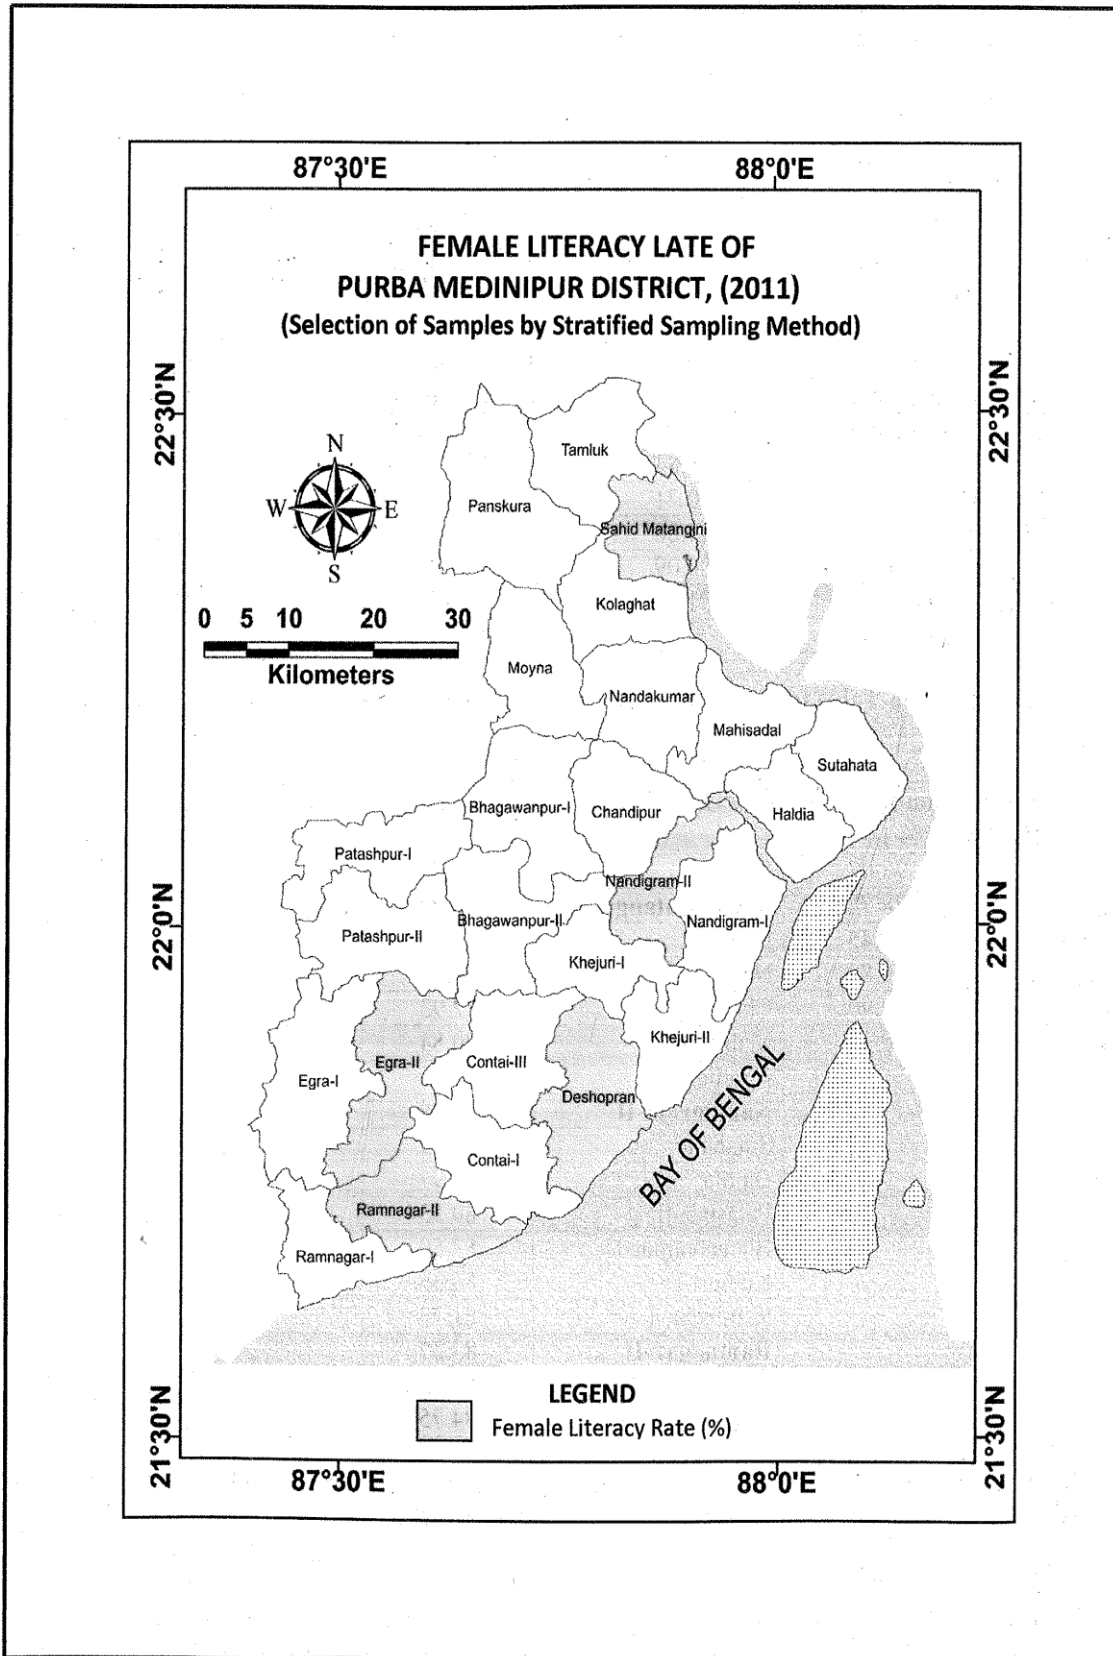 87°30'E 88°0'E
FEMALE LITERACY LATE OF
PURBA MEDINIPUR DISTRICT, (2011)
(Selection of Samples by Stratified Sampling Method)
22°30'N 22°30'N
N
W E
S
0 5 10 20 30
Kilometers
Tamluk
Panskura
Sahid Matangini
Kolaghat
Moyna
Nandakumar
Mahisadal
Sutahata
Bhagawanpur-I
Chandipur
Haldia
Patashpur-I
Nandigram-II
Bhagawanpur-II
Nandigram-I
Patashpur-II
22°0'N 22°0'N
Khejuri-I
Khejuri-II
Egra-II
Contai-III
Egra-I
Deshopran
BAY OF BENGAL
Contai-I
Ramnagar-II
Ramnagar-I
LEGEND
Female Literacy Rate (%)
21°30'N 21°30'N
87°30'E 88°0'E